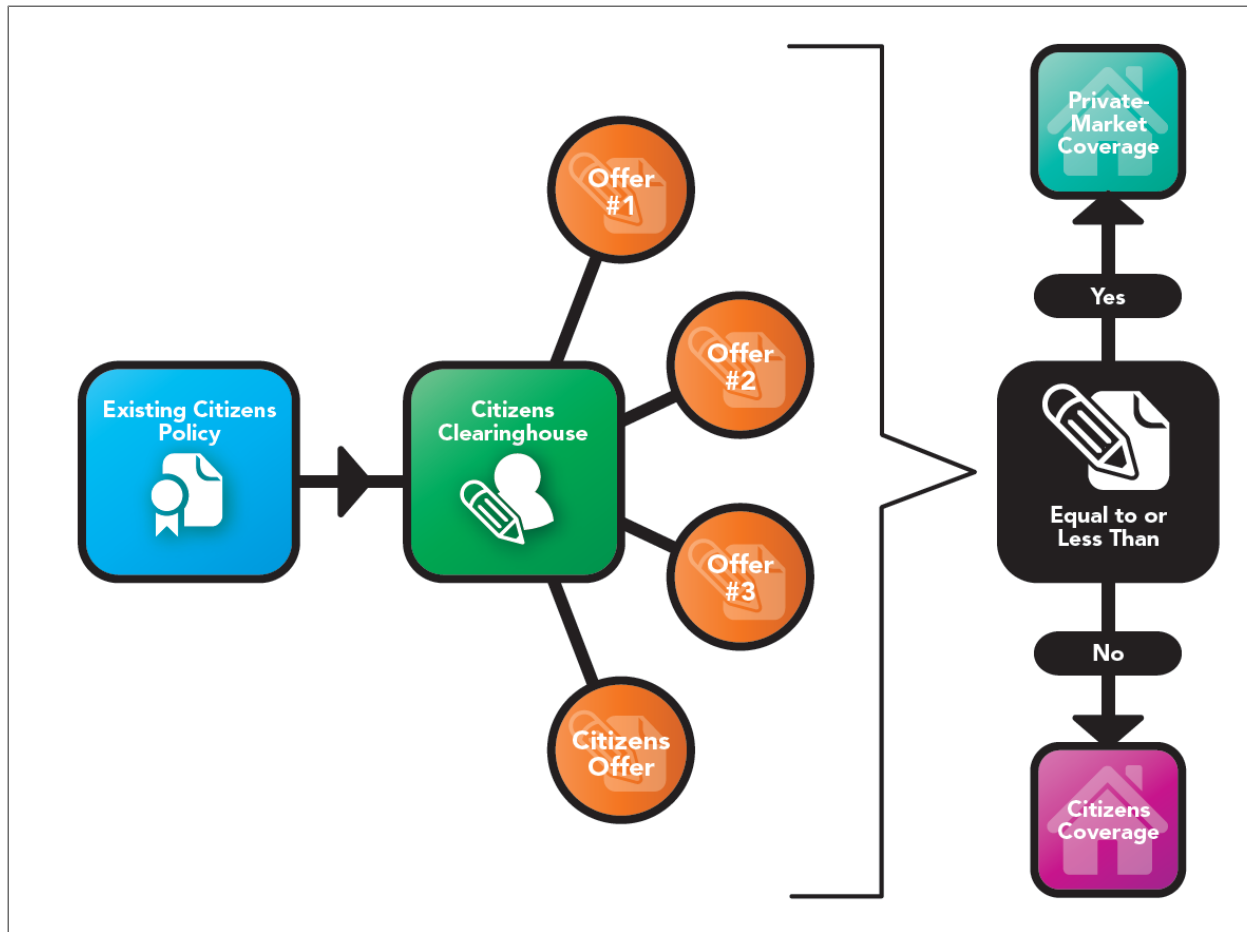 Existing Citizens
Policy
Citizens
Clearinghouse
Offer
#1
Offer
#2
Offer
#3
Citizens
Offer
Private-
Market
Coverage
Yes
Equal to or
Less Than
No
Citizens
Coverage